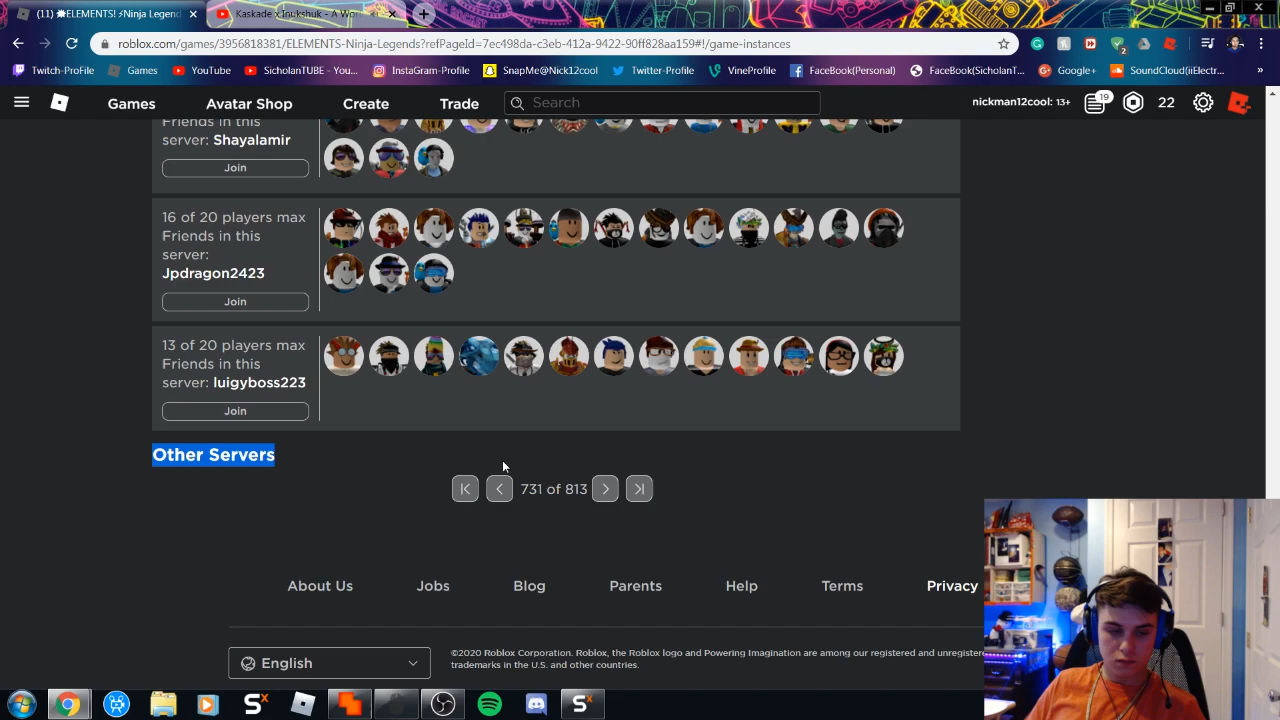 (11) ✸ELEMENTS! ⚡Ninja Legend
Kaskade x Inukshuk - A Wo
roblox.com/games/3956818381/ELEMENTS-Ninja-Legends?refPageId=7ec498da-c3eb-412a-9422-90ff828aa159#!/game-instances
Twitch-ProFile
Games
YouTube
SicholanTUBE - You...
InstaGram-Profile
SnapMe@Nick12cool
Twitter-Profile
VineProfile
FaceBook(Personal)
FaceBook(SicholanT...
Google+
SoundCloud(iiElectr...
Games
Avatar Shop
Create
Trade
Search
nickman12cool: 13+
19
22
Friends in this
server: Shayalamir
Join
16 of 20 players max
Friends in this
server:
Jpdragon2423
Join
13 of 20 players max
Friends in this
server: luigyboss223
Join
Other Servers
731 of 813
About Us
Jobs
Blog
Parents
Help
Terms
Privacy
English
©2020 Roblox Corporation. Roblox, the Roblox logo and Powering Imagination are among our registered and unregistere
trademarks in the U.S. and other countries.